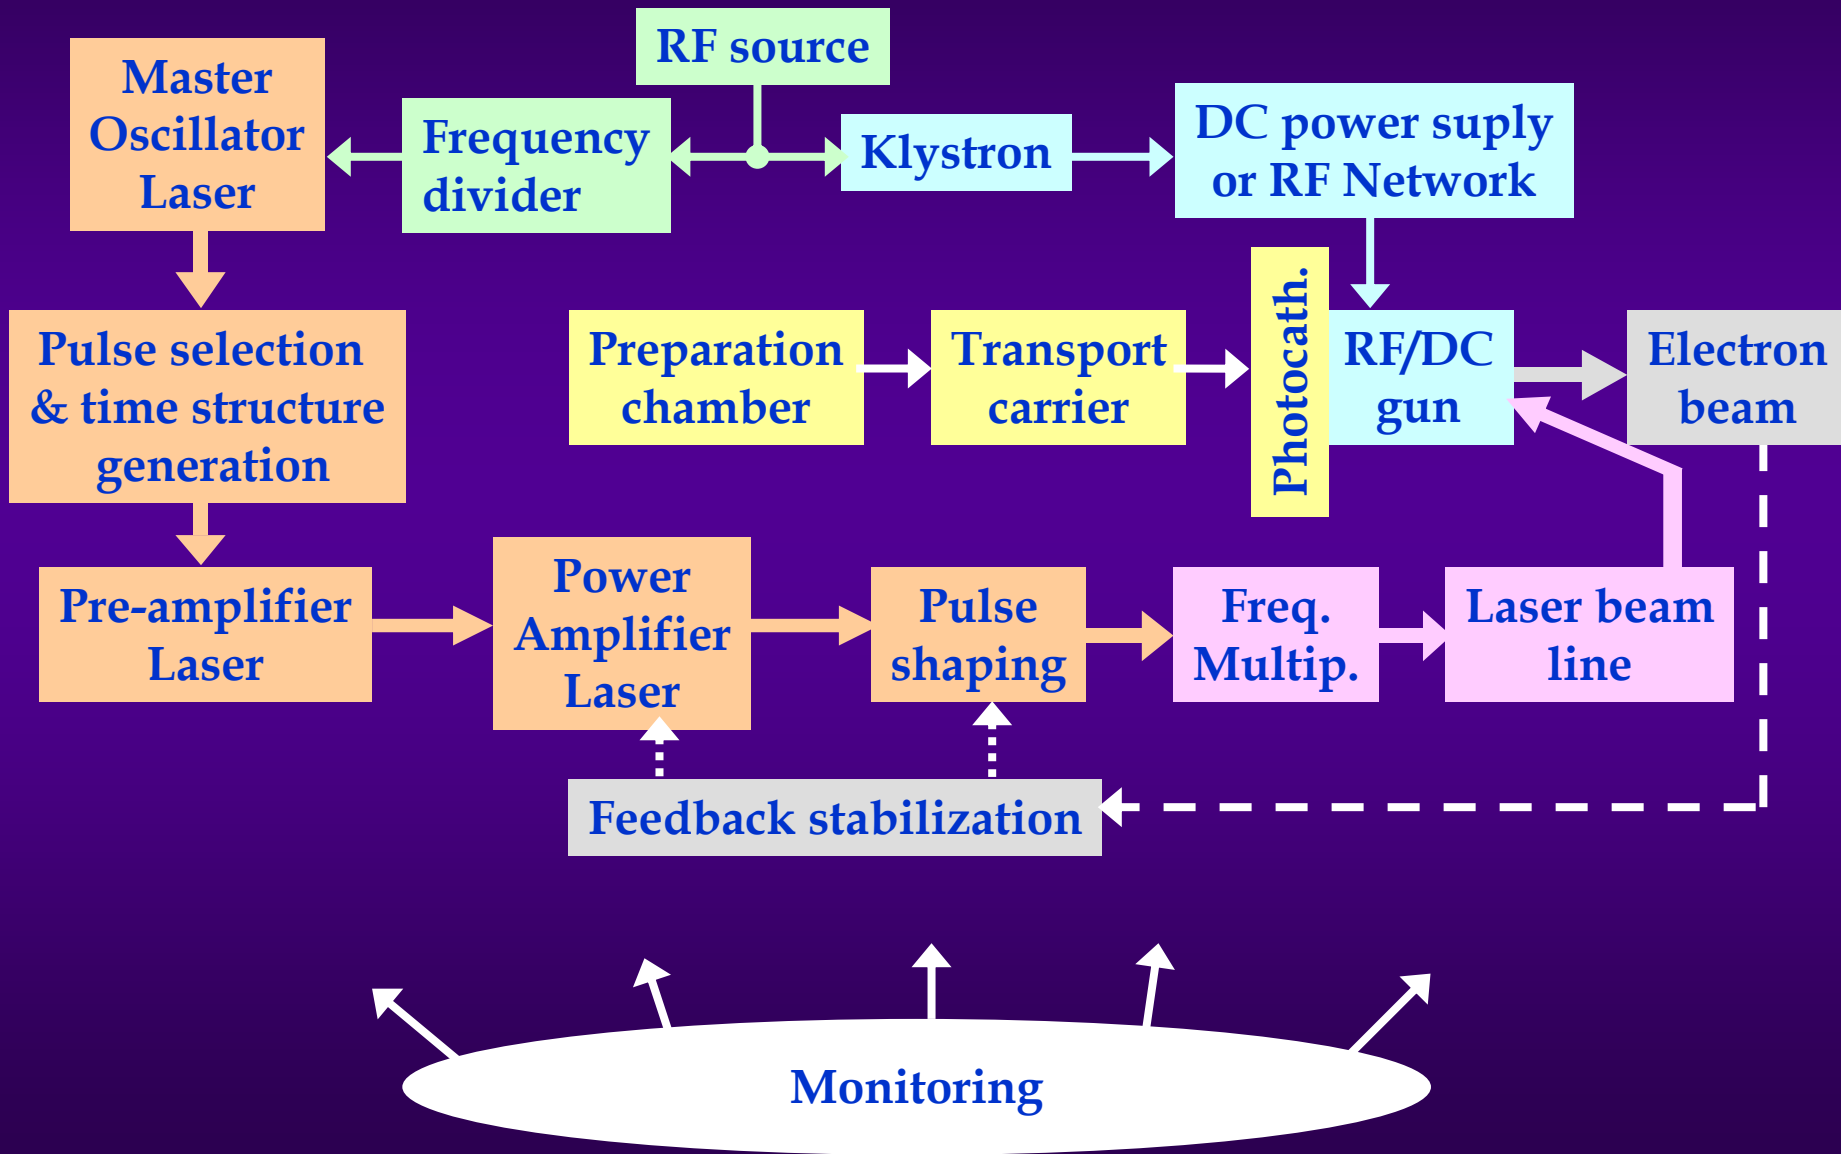 RF source
Master
Oscillator
Laser
Frequency
divider
Klystron
DC power suply
or RF Network
Pulse selection
& time structure
generation
Preparation
chamber
Transport
carrier
Photocath.
RF/DC
gun
Electron
beam
Pre-amplifier
Laser
Power
Amplifier
Laser
Pulse
shaping
Freq.
Multip.
Laser beam
line
Feedback stabilization
Monitoring